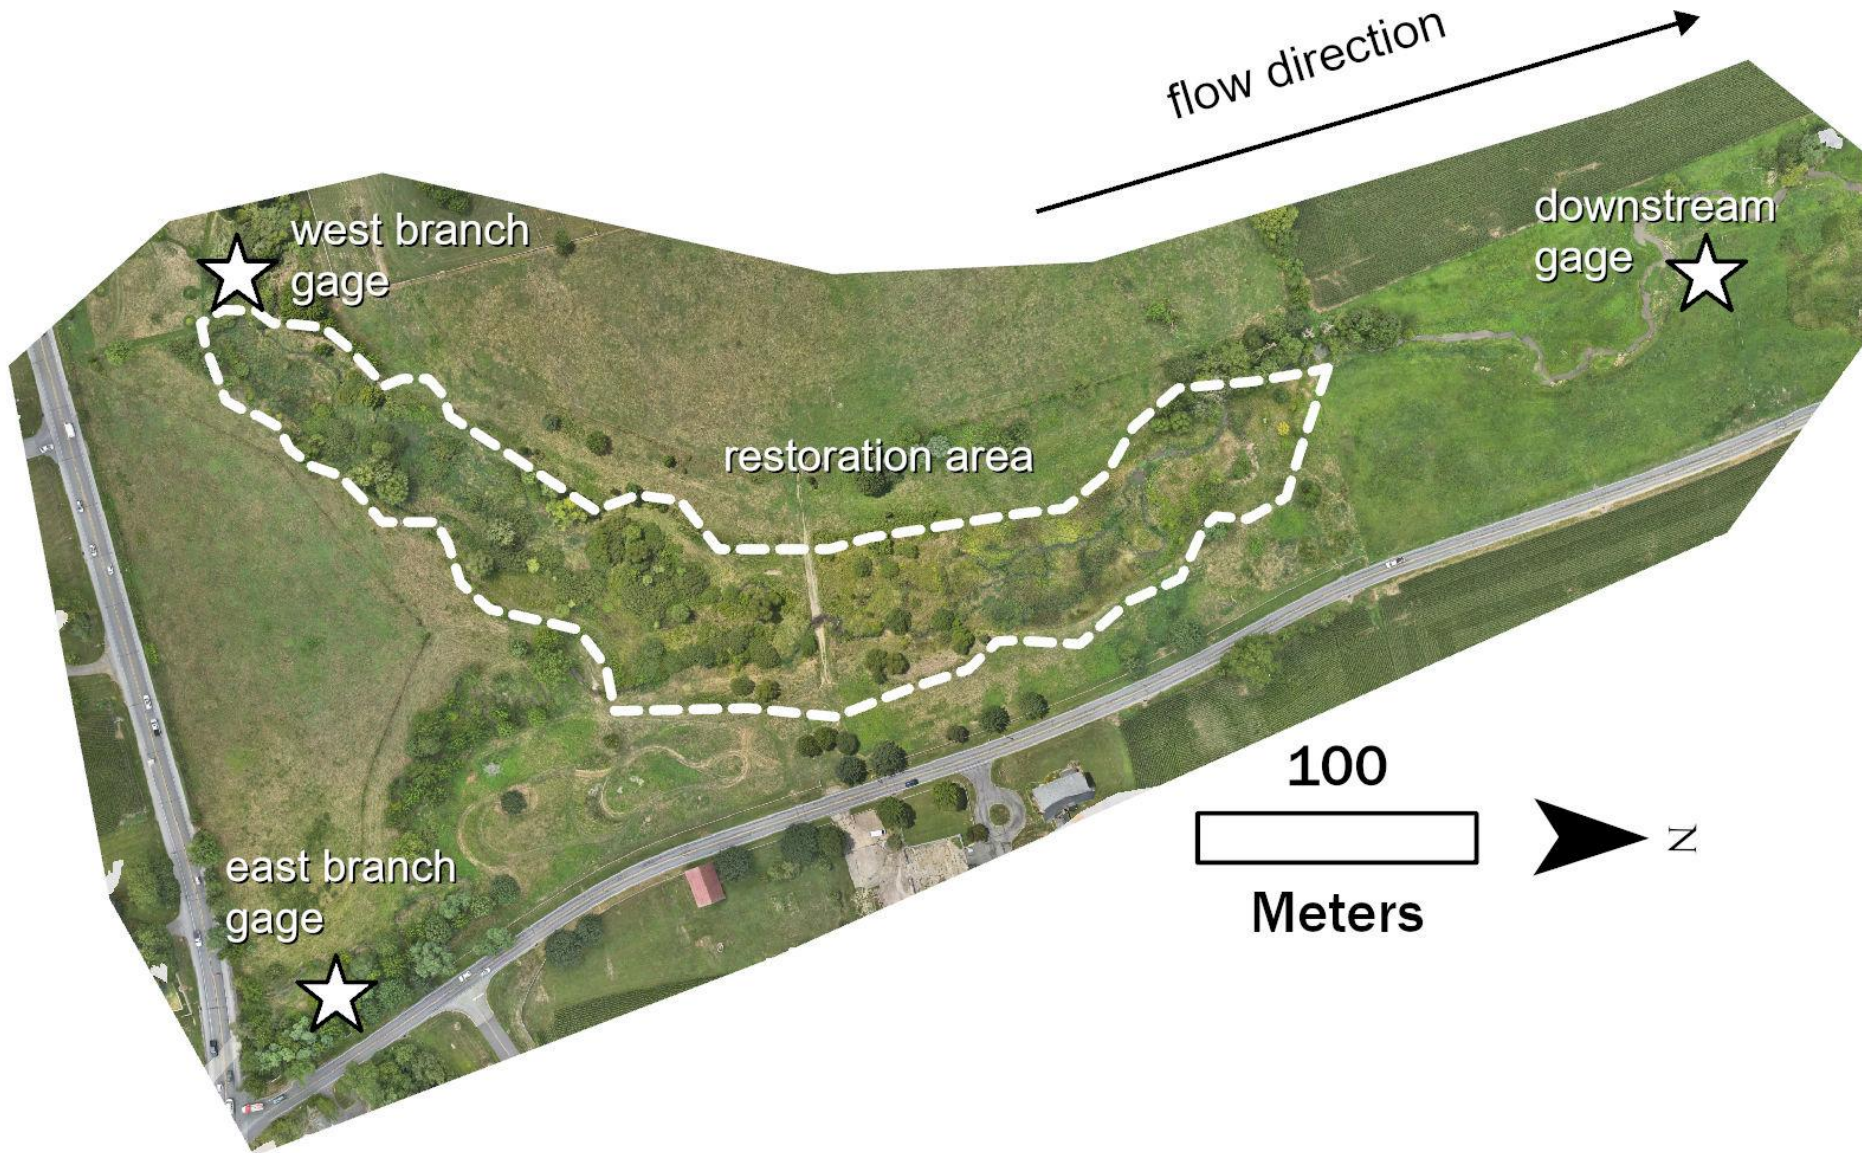 flow direction
west branch
gage
downstream
gage
restoration area
100
Meters
N
east branch
gage